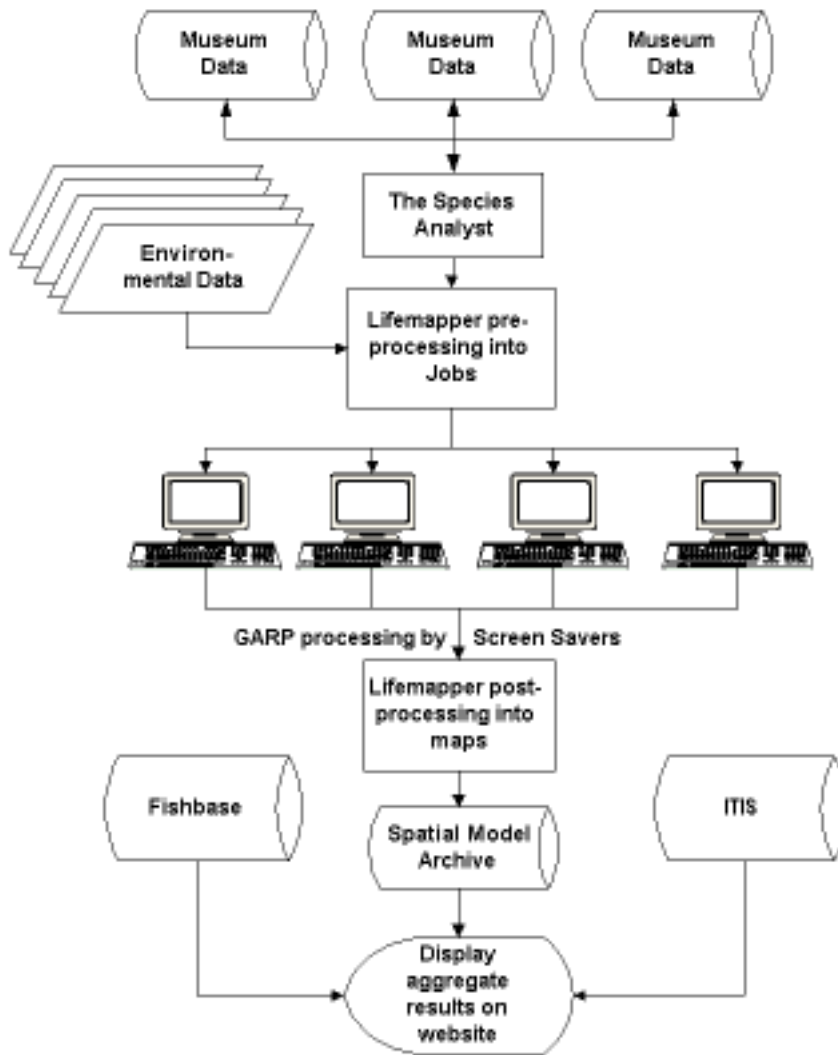 Museum
Data
Museum
Data
Museum
Data
The Species
Analyst
Environ-
mental Data
Lifemapper pre-
processing into
Jobs
GARP processing by Screen Savers
Lifemapper post-
processing into
maps
Fishbase
ITIS
Spatial Model
Archive
Display
aggregate
results on
website